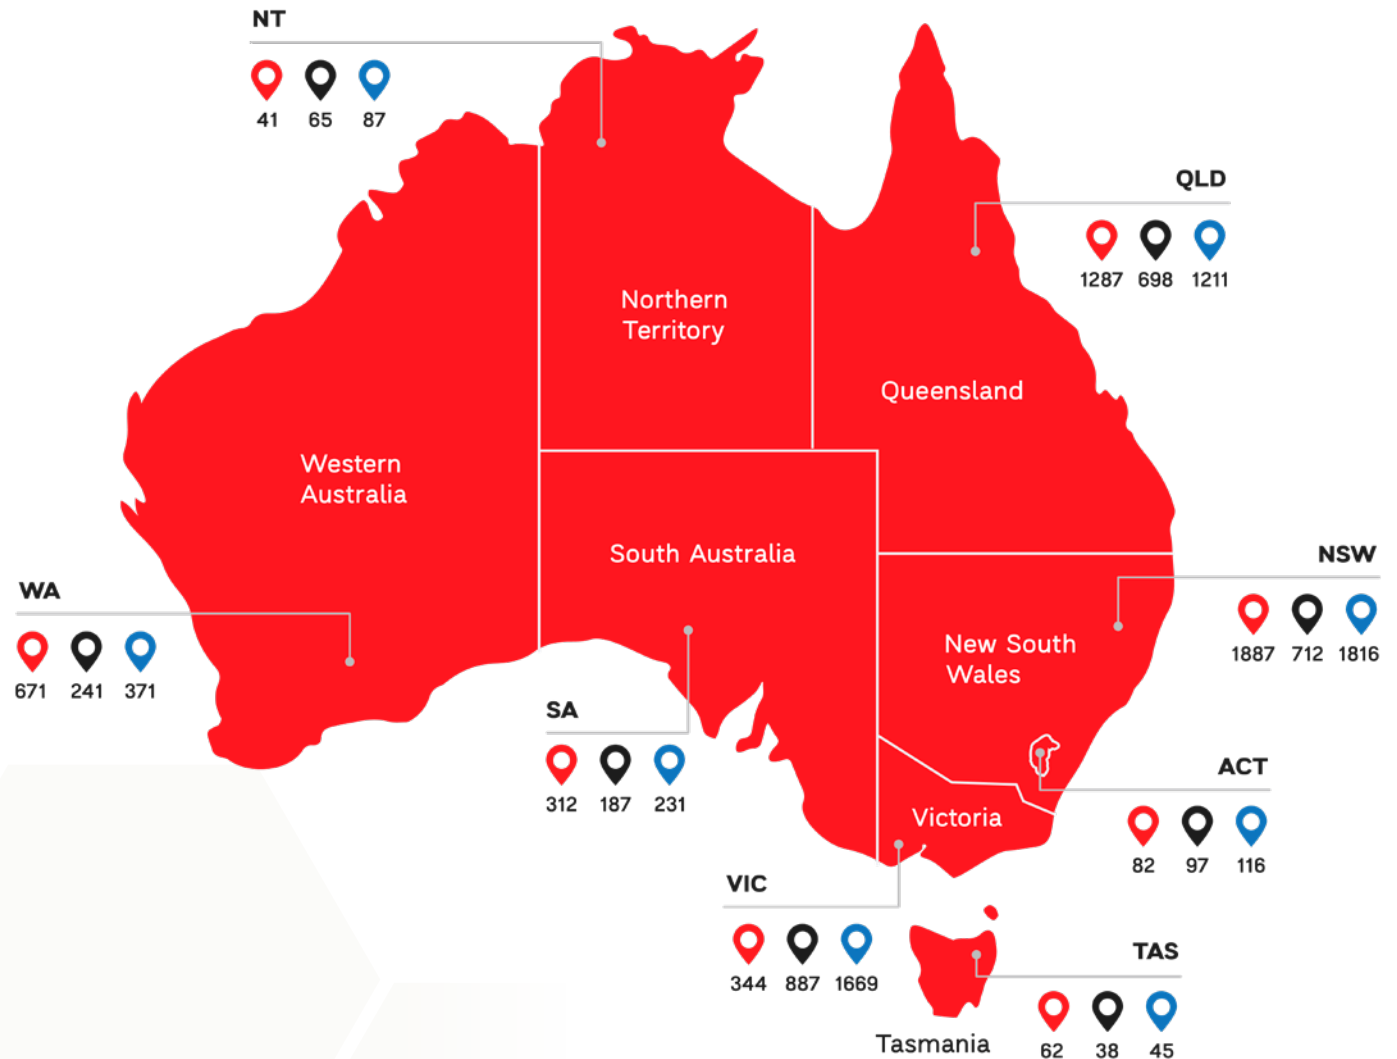 NT
41 65 87
QLD
1287 698 1211
Northern
Territory
Queensland
Western
Australia
South Australia
NSW
1887 712 1816
WA
671 241 371
New South
Wales
SA
312 187 231
ACT
82 97 116
Victoria
VIC
344 887 1669
TAS
62 38 45
Tasmania